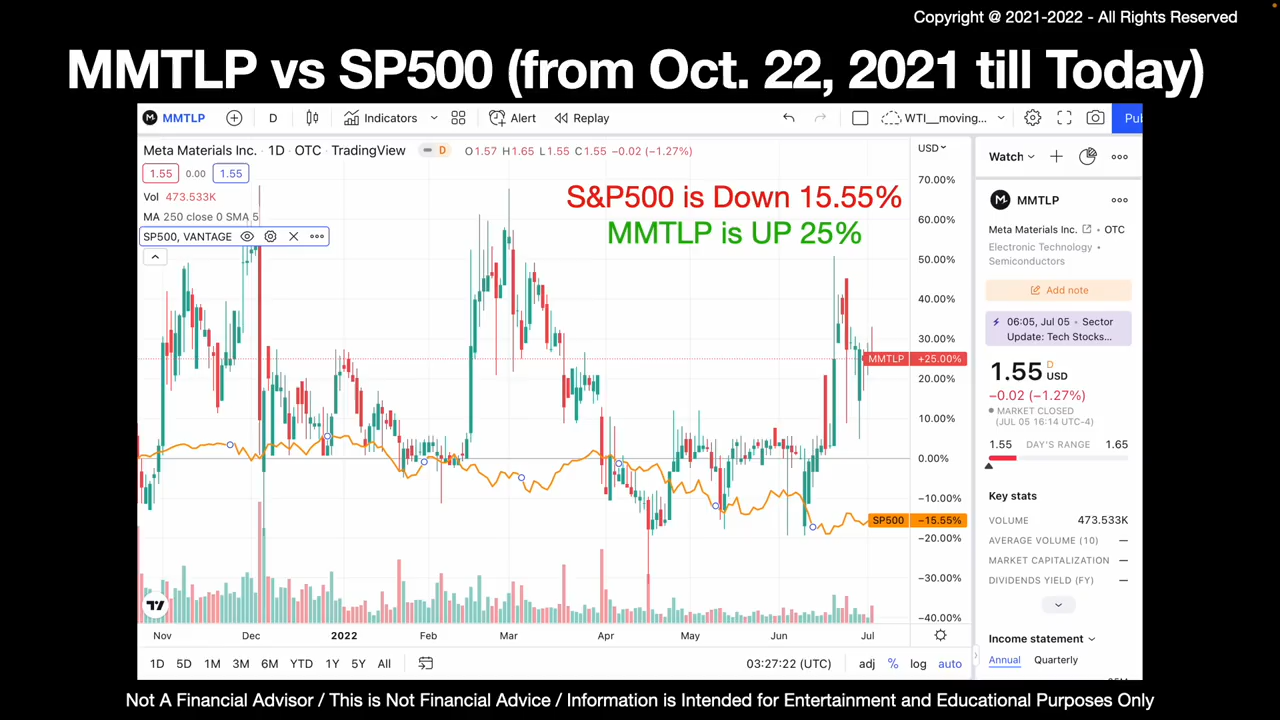 Copyright @ 2021-2022 - All Rights Reserved
MMTLP vs SP500 (from Oct. 22, 2021 till Today)
MMTLP D Indicators Alert Replay WTI__moving... Pu
Meta Materials Inc. · 1D · OTC · TradingView D O1.57 H1.65 L1.55 C1.55 −0.02 (−1.27%) USD
1.55 0.00 1.55
Vol 473.533K
MA 250 close 0 SMA 5
SP500, VANTAGE
S&P500 is Down 15.55%
MMTLP is UP 25%
70.00%
60.00%
50.00%
40.00%
30.00%
MMTLP +25.00%
20.00%
10.00%
0.00%
−10.00%
SP500 −15.55%
−20.00%
−30.00%
−40.00%
Nov Dec 2022 Feb Mar Apr May Jun Jul
1D 5D 1M 3M 6M YTD 1Y 5Y All 03:27:22 (UTC) adj % log auto
Watch
MMTLP
Meta Materials Inc. • OTC
Electronic Technology •
Semiconductors
Add note
06:05, Jul 05 • Sector
Update: Tech Stocks...
1.55 D USD
−0.02 (−1.27%)
MARKET CLOSED
(JUL 05 16:14 UTC-4)
1.55 DAY'S RANGE 1.65
Key stats
VOLUME 473.533K
AVERAGE VOLUME (10) —
MARKET CAPITALIZATION —
DIVIDENDS YIELD (FY) —
Income statement
Annual Quarterly
Not A Financial Advisor / This is Not Financial Advice / Information is Intended for Entertainment and Educational Purposes Only